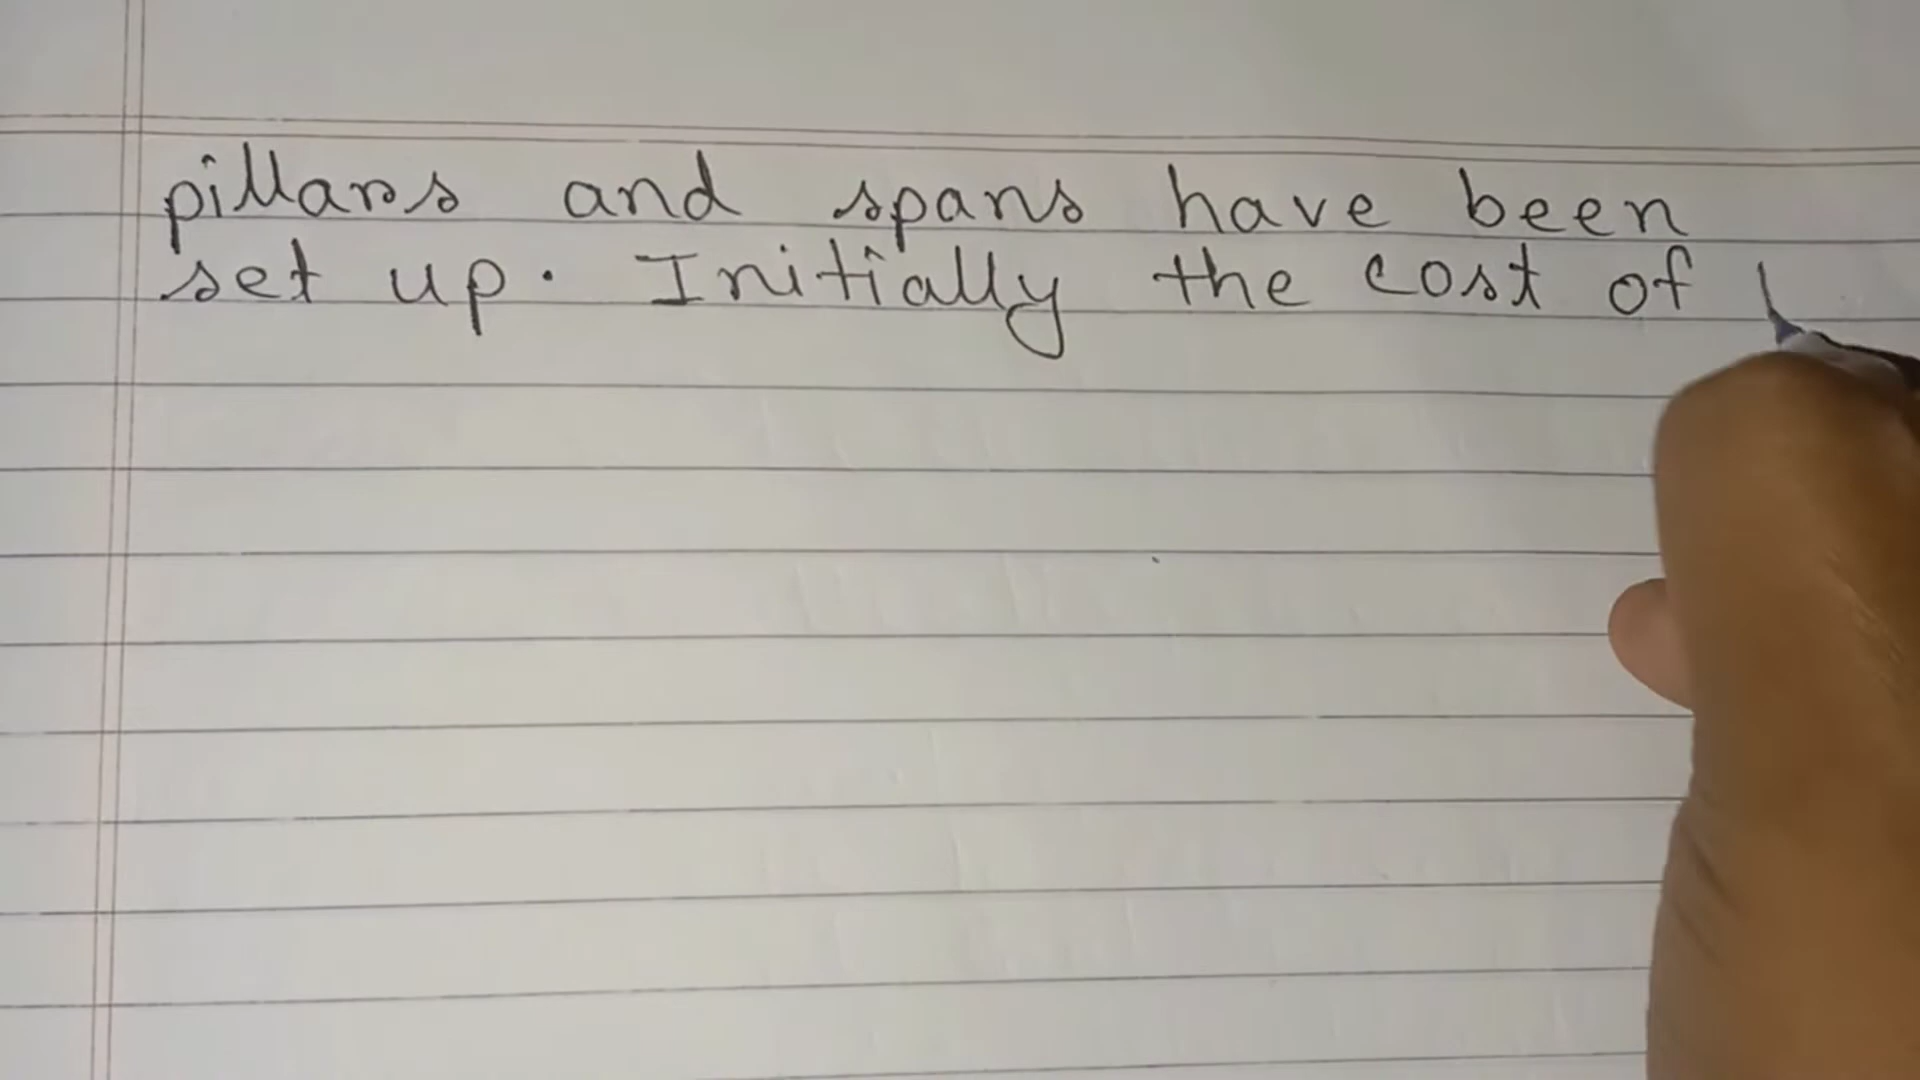 pillars and spans have been
set up. Initially the cost of